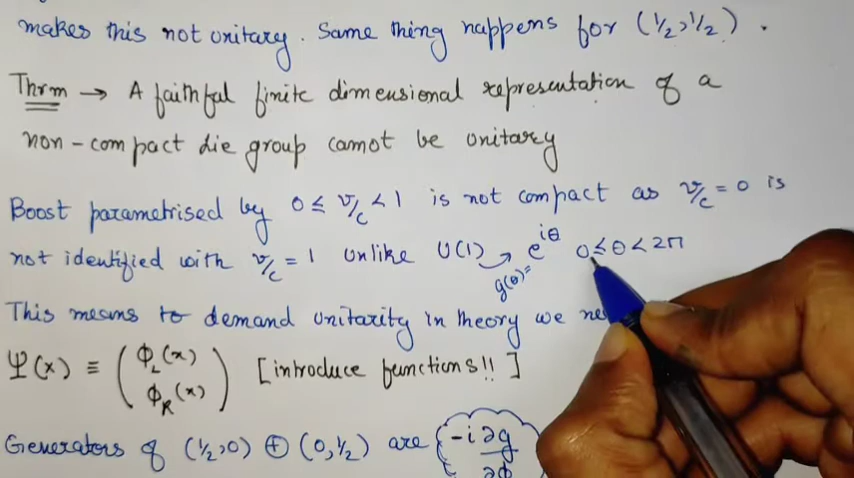 makes this not unitary. Same thing happens for (1/2, 1/2).
Thrm → A faithful finite dimensional representation of a
non-compact Lie group cannot be unitary
Boost parametrised by 0 ≤ v/c < 1 is not compact as v/c = 0 is
not identified with v/c = 1 unlike U(1) → e^{iθ} 0 ≤ θ < 2π
g(θ)=
This means to demand unitarity in theory we
Ψ(x) ≡ ( φ_L(x) φ_R(x) ) [introduce functions!!]
Generators of (1/2, 0) ⊕ (0, 1/2) are -i ∂g/∂φ